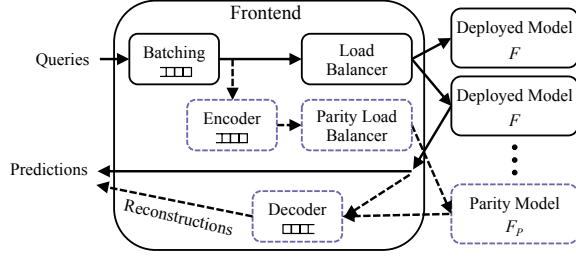 Frontend
Queries
Batching
Load
Balancer
Deployed Model
F
Deployed Model
F
Encoder
Parity Load
Balancer
Predictions
Reconstructions
Decoder
Parity Model
F_P